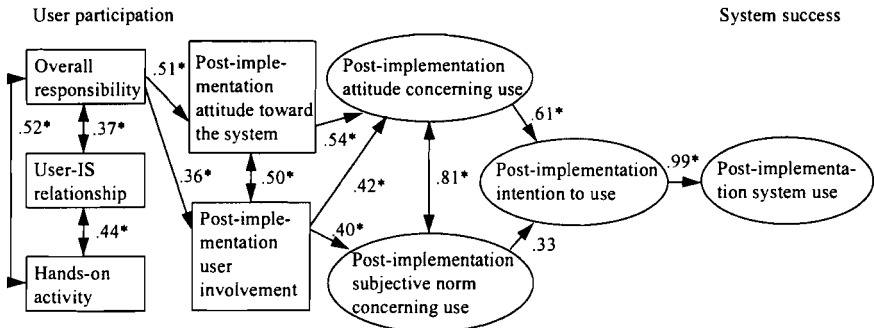 User participation
System success
Overall
responsibility
.52*
.37*
User-IS
relationship
.44*
Hands-on
activity
.51*
.36*
Post-imple-
mentation
attitude toward
the system
.50*
Post-imple-
mentation
user
involvement
.54*
.42*
.40*
Post-implementation
attitude concerning use
.81*
Post-implementation
subjective norm
concerning use
.61*
.33
Post-implementation
intention to use
.99*
Post-implementa-
tion system use